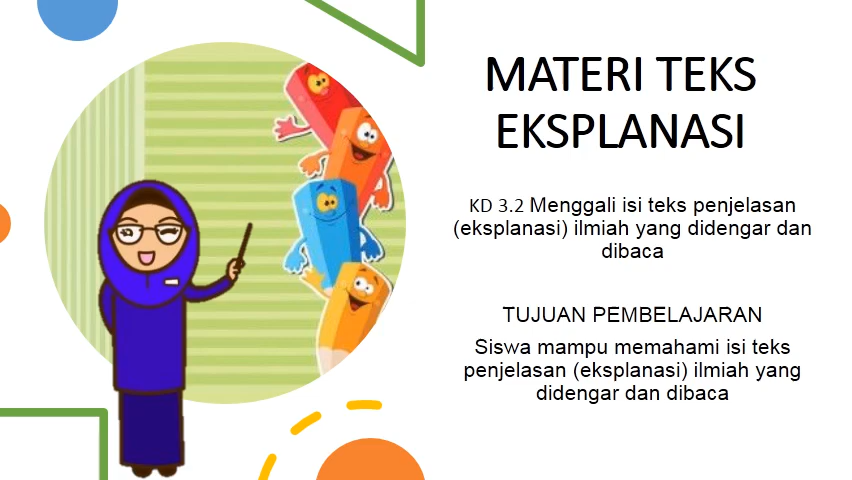 MATERI TEKS
EKSPLANASI
KD 3.2 Menggali isi teks penjelasan
(eksplanasi) ilmiah yang didengar dan
dibaca
TUJUAN PEMBELAJARAN
Siswa mampu memahami isi teks
penjelasan (eksplanasi) ilmiah yang
didengar dan dibaca